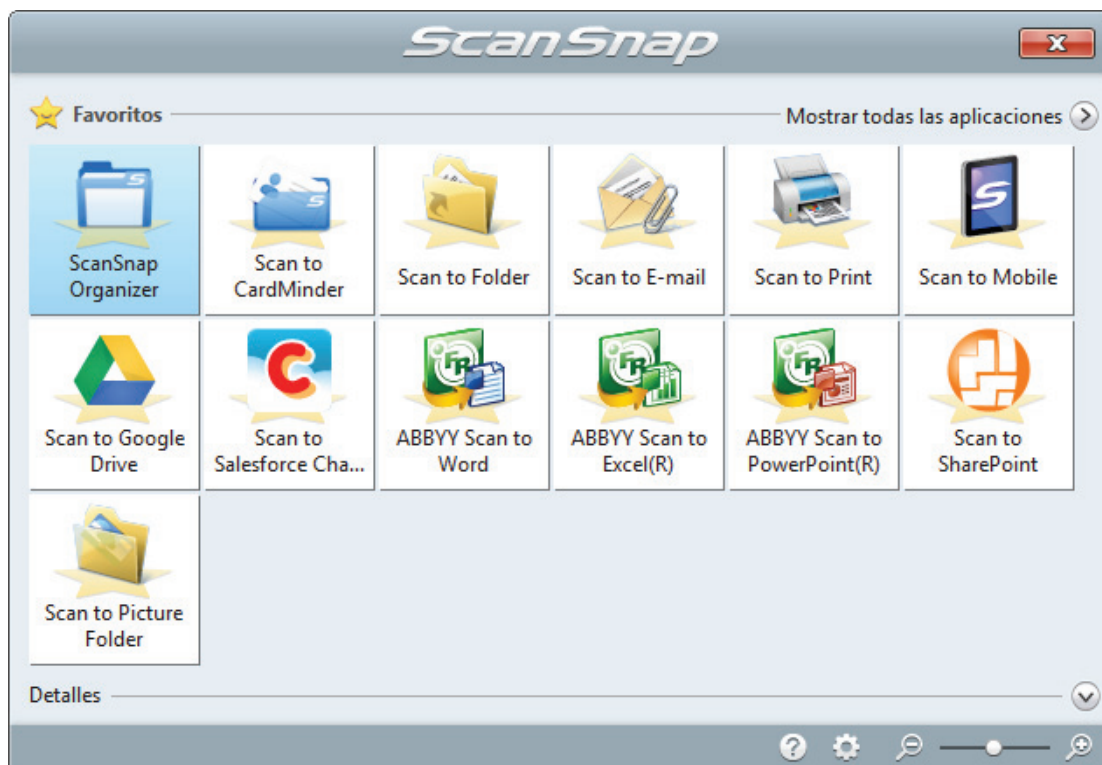 ScanSnap
Favoritos
Mostrar todas las aplicaciones
ScanSnap
Organizer
Scan to
CardMinder
Scan to Folder
Scan to E-mail
Scan to Print
Scan to Mobile
Scan to Google
Drive
Scan to
Salesforce Cha...
ABBYY Scan to
Word
ABBYY Scan to
Excel(R)
ABBYY Scan to
PowerPoint(R)
Scan to
SharePoint
Scan to Picture
Folder
Detalles